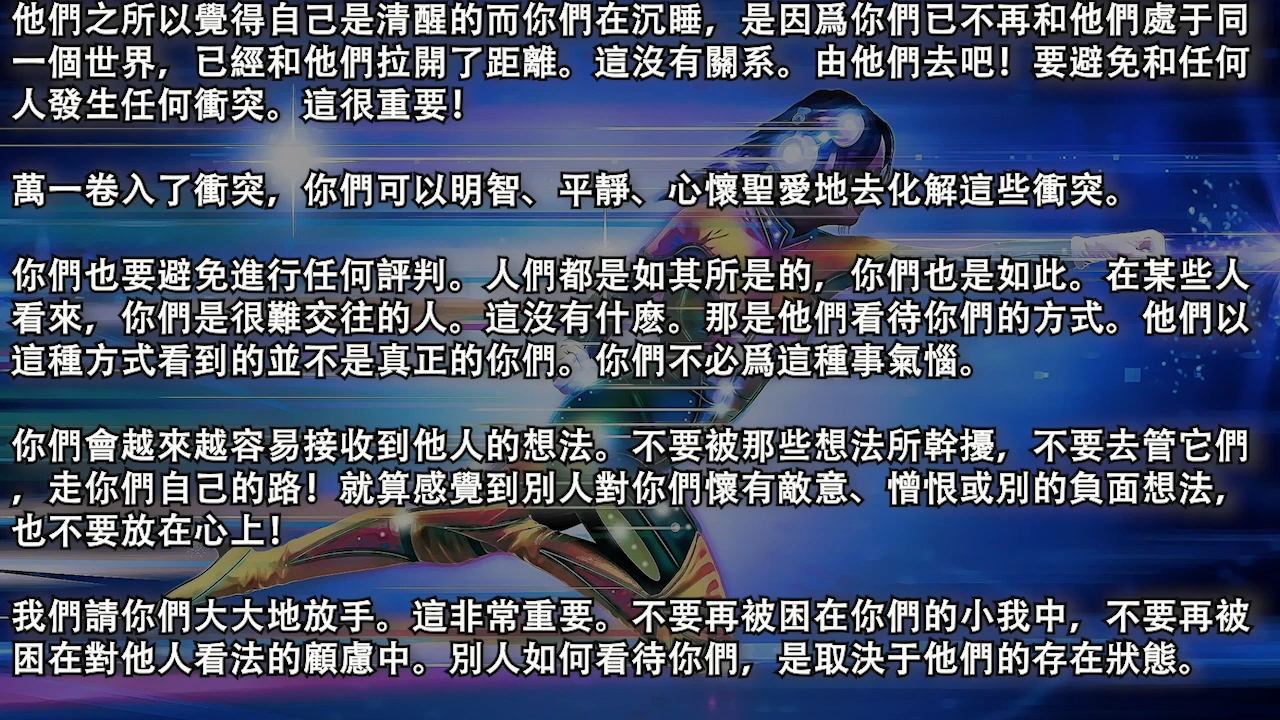 他們之所以覺得自己是清醒的而你們在沉睡，是因爲你們已不再和他們處于同
一個世界，已經和他們拉開了距離。這沒有關系。由他們去吧！要避免和任何
人發生任何衝突。這很重要！
萬一卷入了衝突，你們可以明智、平靜、心懷聖愛地去化解這些衝突。
你們也要避免進行任何評判。人們都是如其所是的，你們也是如此。在某些人
看來，你們是很難交往的人。這沒有什麽。那是他們看待你們的方式。他們以
這種方式看到的並不是真正的你們。你們不必爲這種事氣惱。
你們會越來越容易接收到他人的想法。不要被那些想法所幹擾，不要去管它們
，走你們自己的路！就算感覺到別人對你們懷有敵意、憎恨或別的負面想法，
也不要放在心上！
我們請你們大大地放手。這非常重要。不要再被困在你們的小我中，不要再被
困在對他人看法的顧慮中。別人如何看待你們，是取決于他們的存在狀態。